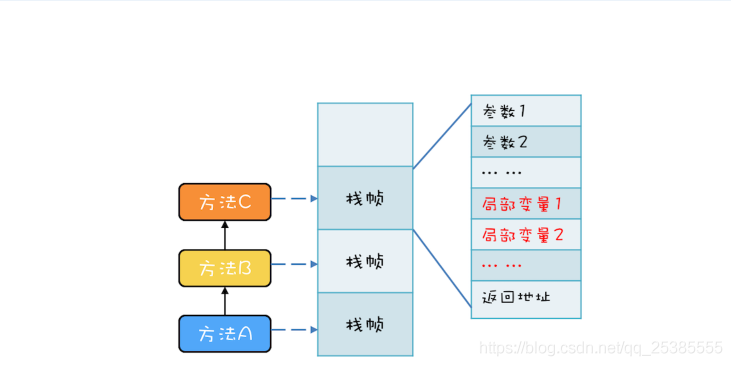 参数1
参数2
... ...
方法C
栈帧
局部变量1
局部变量2
方法B
栈帧
... ...
返回地址
方法A
栈帧
https://blog.csdn.net/qq_25385555